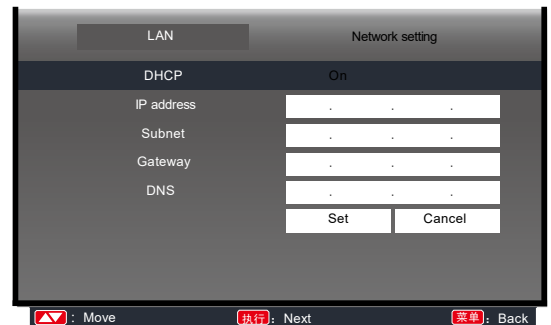 LAN Network setting
DHCP On
IP address . . .
Subnet . . .
Gateway . . .
DNS . . .
Set Cancel
: Move 执行: Next 菜单: Back